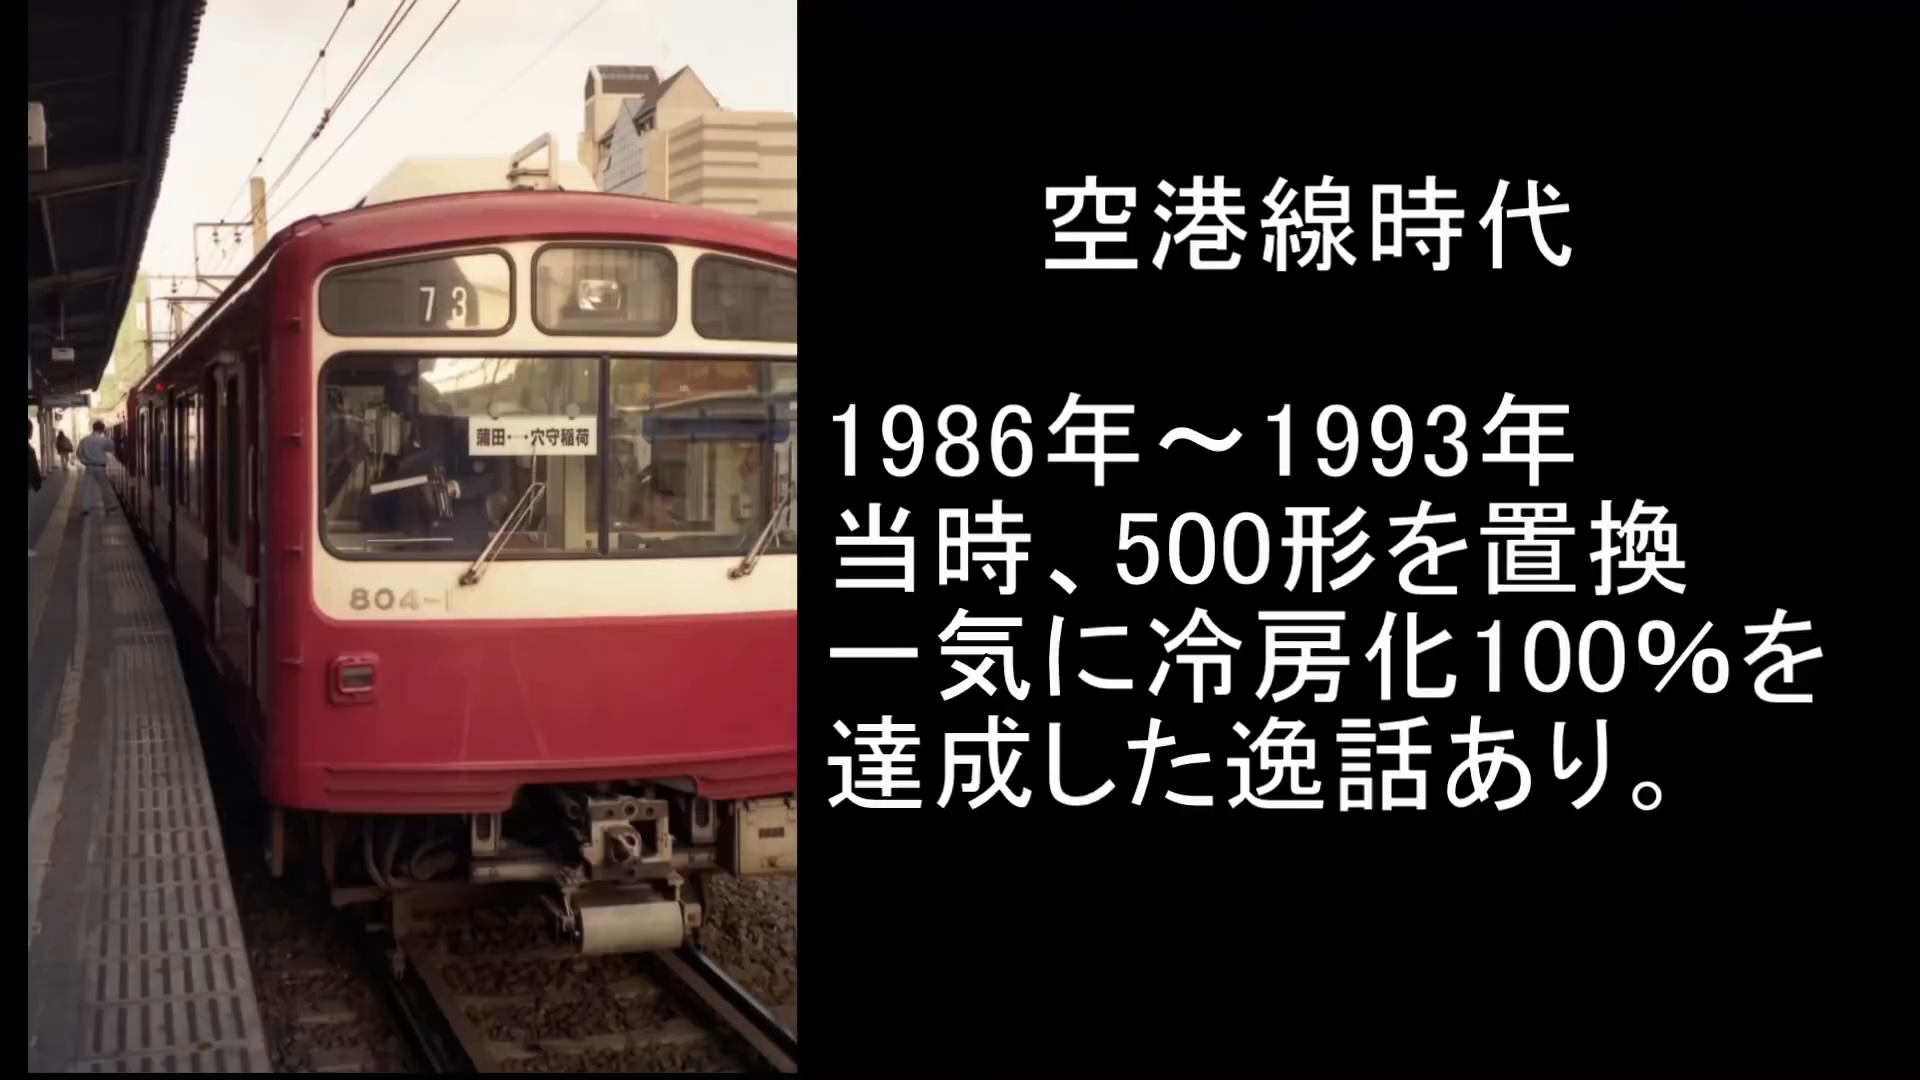 73
蒲田・→・穴守稲荷
804-1
空港線時代
1986年～1993年
当時、500形を置換
一気に冷房化100%を
達成した逸話あり。